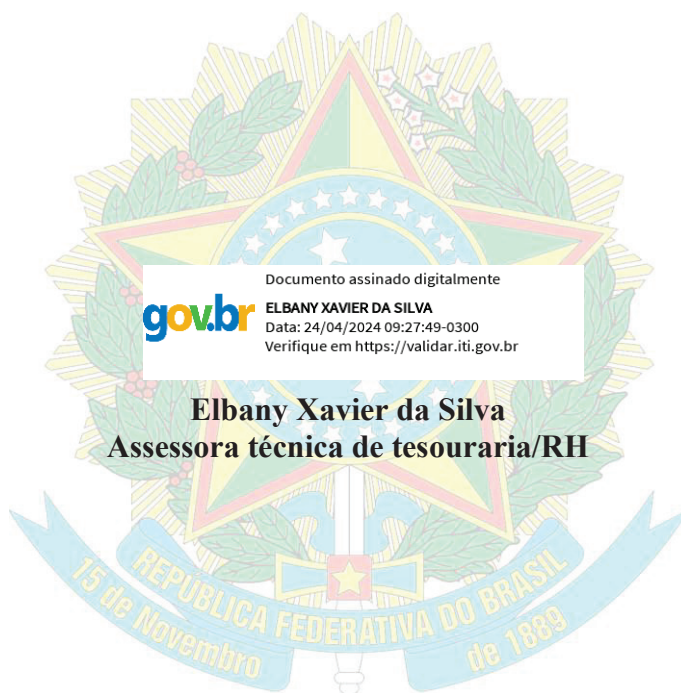 Documento assinado digitalmente
gov.br
ELBANY XAVIER DA SILVA
Data: 24/04/2024 09:27:49-0300
Verifique em https://validar.iti.gov.br
Elbany Xavier da Silva
Assessora técnica de tesouraria/RH
REPÚBLICA FEDERATIVA DO BRASIL
15 de Novembro de 1889